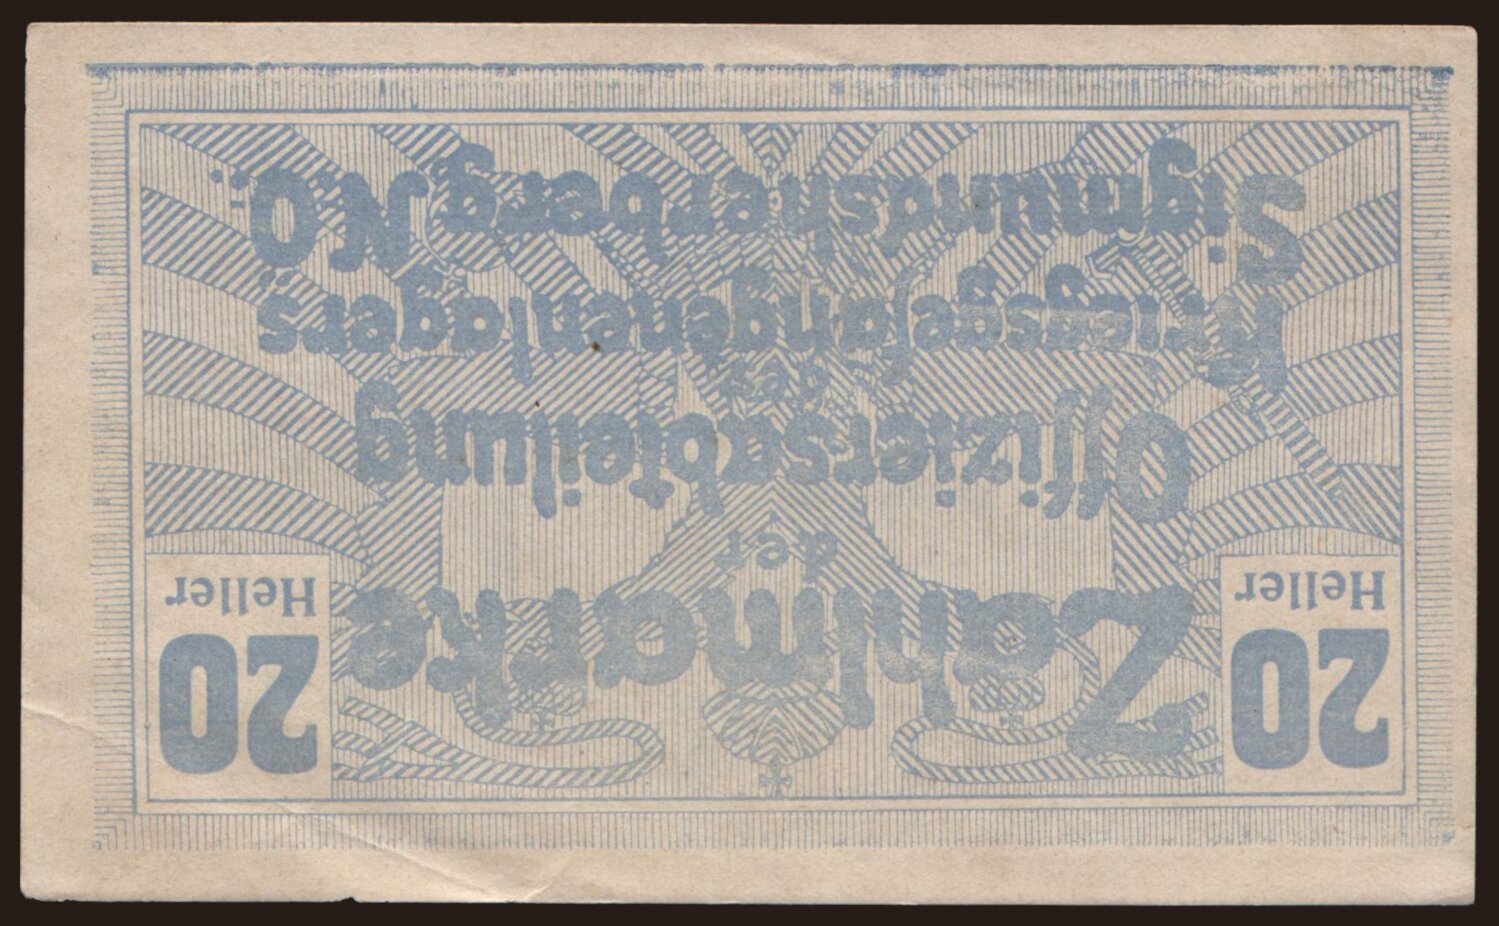 Zahlmarke
der
Offiziersabteilung
des
Kriegsgefangenenlagers
Sigmundsherberg N.Ö.
20
Heller
20
Heller